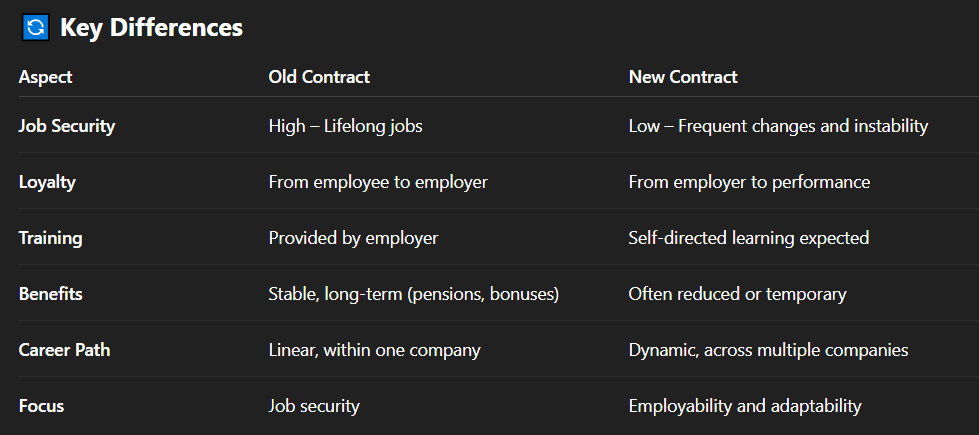 Key Differences
Aspect Old Contract New Contract
Job Security High – Lifelong jobs Low – Frequent changes and instability
Loyalty From employee to employer From employer to performance
Training Provided by employer Self-directed learning expected
Benefits Stable, long-term (pensions, bonuses) Often reduced or temporary
Career Path Linear, within one company Dynamic, across multiple companies
Focus Job security Employability and adaptability